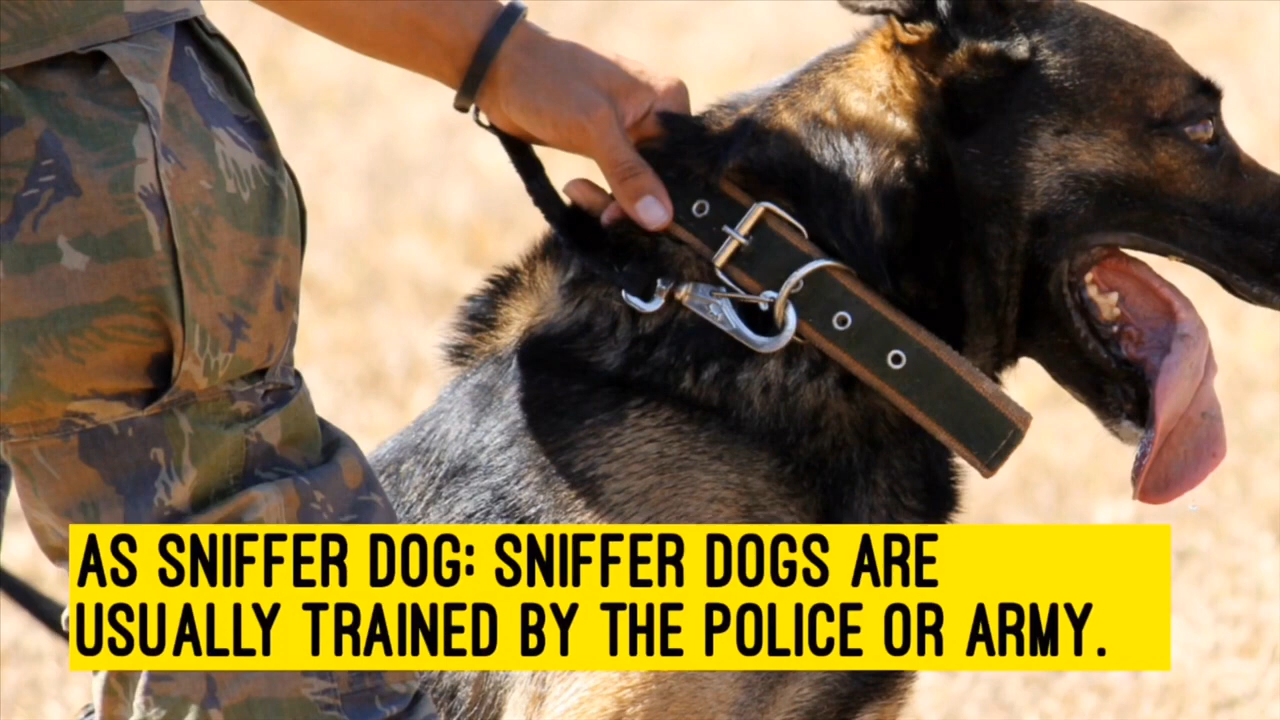 AS SNIFFER DOG: SNIFFER DOGS ARE
USUALLY TRAINED BY THE POLICE OR ARMY.